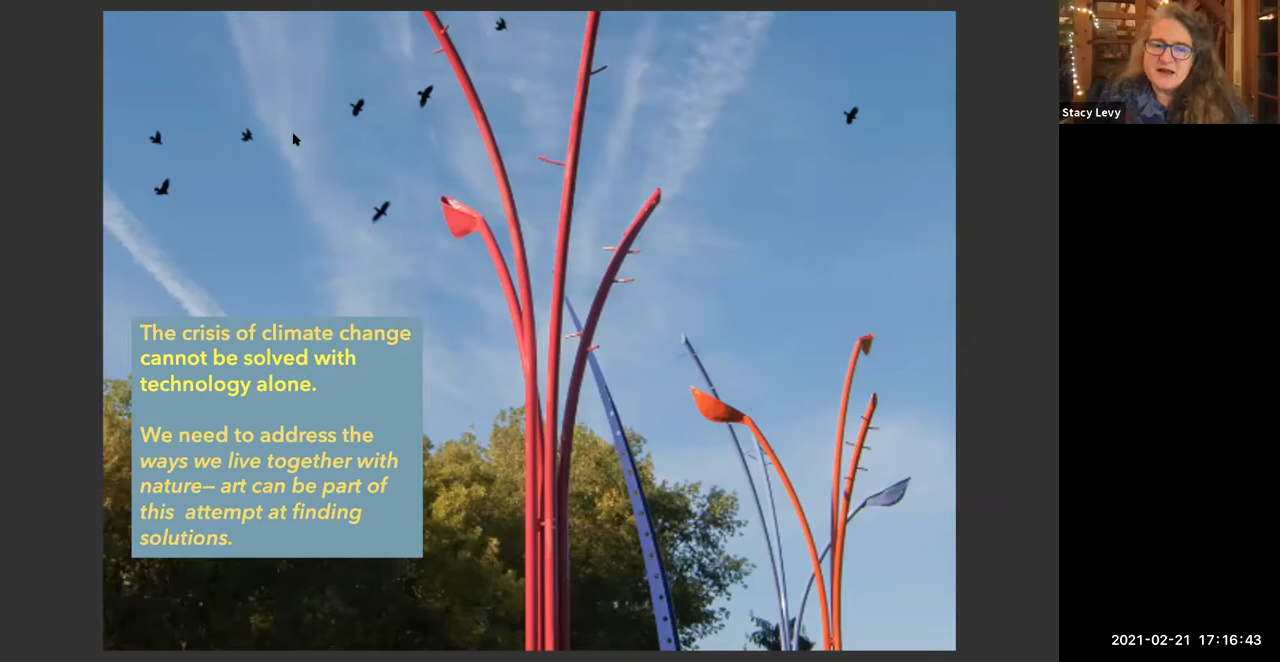 Stacy Levy
The crisis of climate change
cannot be solved with
technology alone.
We need to address the
ways we live together with
nature– art can be part of
this attempt at finding
solutions.
2021-02-21 17:16:43